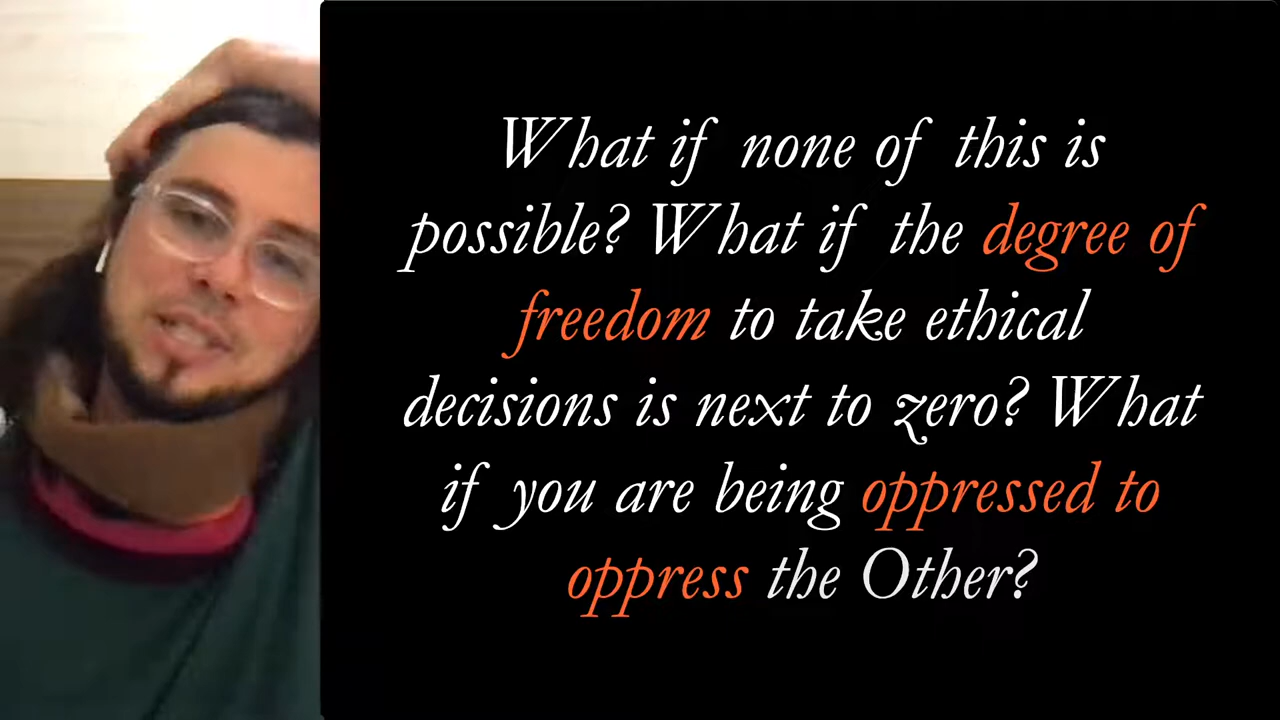 What if none of this is
possible? What if the degree of
freedom to take ethical
decisions is next to zero? What
if you are being oppressed to
oppress the Other?